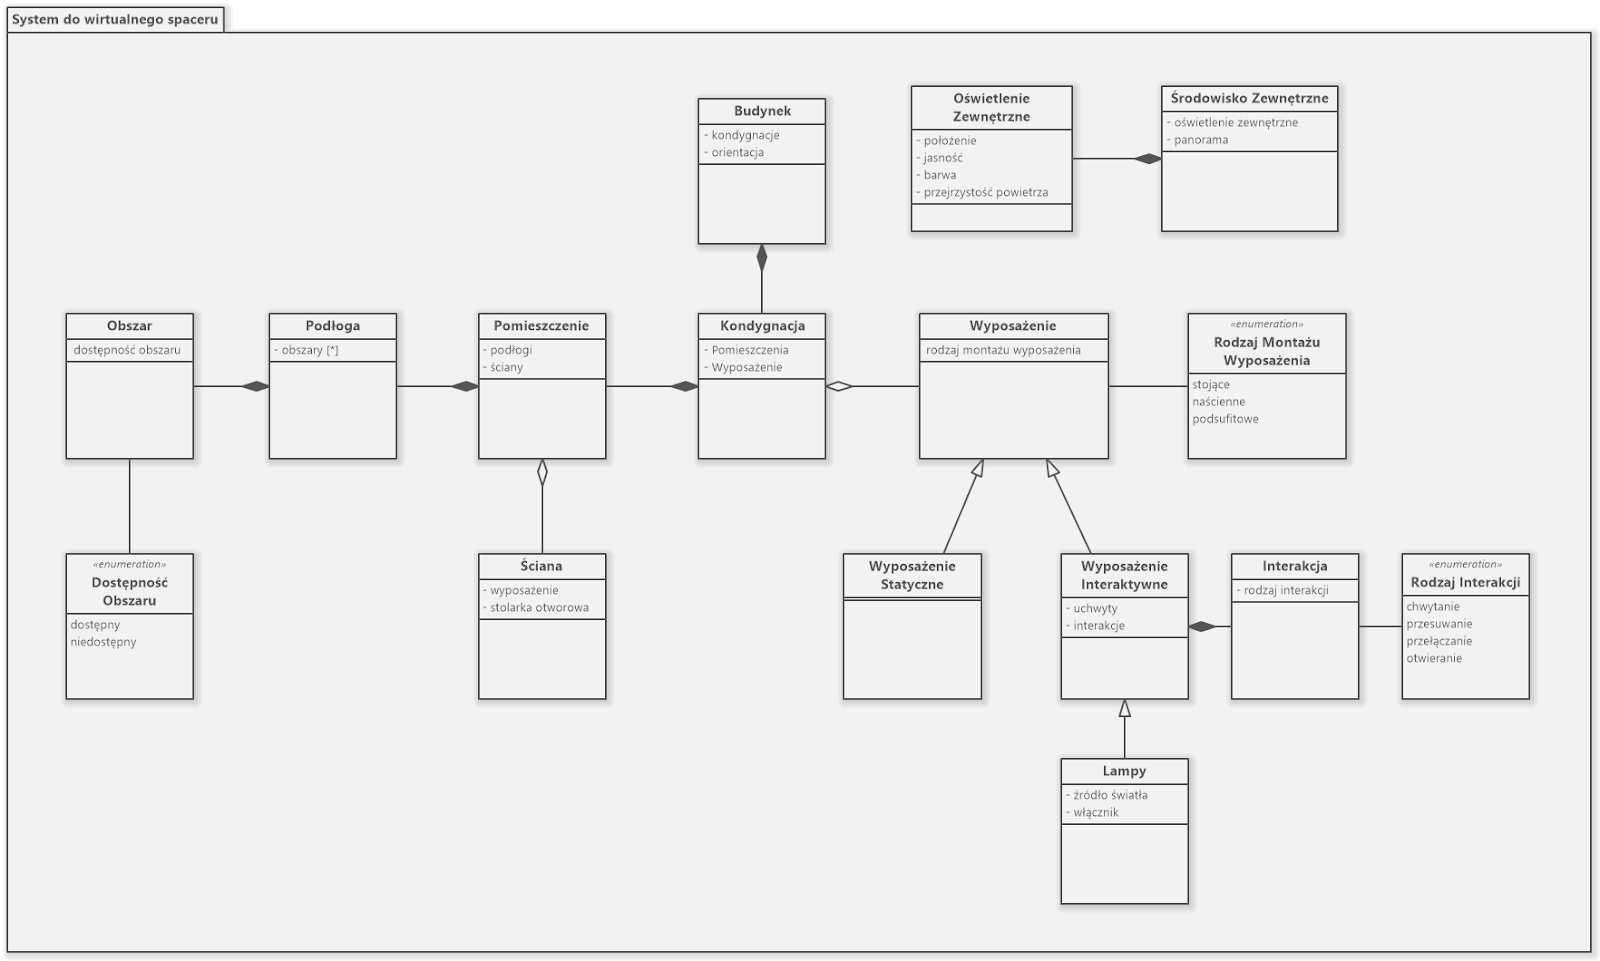 System do wirtualnego spaceru
Budynek
- kondygnacje
- orientacja
Oświetlenie
Zewnętrzne
- położenie
- jasność
- barwa
- przejrzystość powietrza
Środowisko Zewnętrzne
- oświetlenie zewnętrzne
- panorama
Obszar
dostępność obszaru
Podłoga
- obszary [*]
Pomieszczenie
- podłogi
- ściany
Kondygnacja
- Pomieszczenia
- Wyposażenie
Wyposażenie
rodzaj montażu wyposażenia
«enumeration»
Rodzaj Montażu
Wyposażenia
stojące
naścienne
podsufitowe
«enumeration»
Dostępność
Obszaru
dostępny
niedostępny
Ściana
- wyposażenie
- stolarka otworowa
Wyposażenie
Statyczne
Wyposażenie
Interaktywne
- uchwyty
- interakcje
Interakcja
- rodzaj interakcji
«enumeration»
Rodzaj Interakcji
chwytanie
przesuwanie
przełączanie
otwieranie
Lampy
- źródło światła
- włącznik